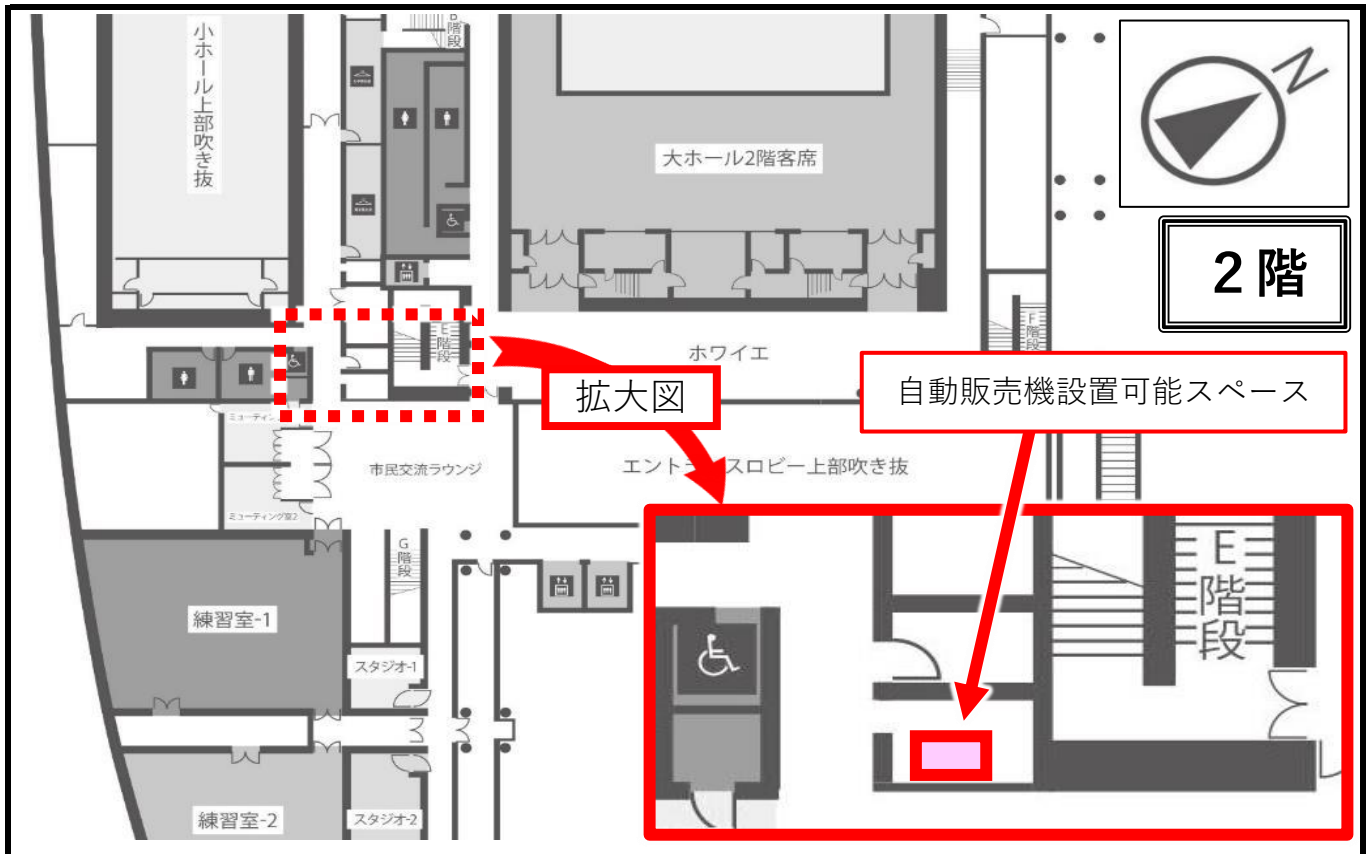 小ホール上部吹き抜
B階段
大ホール2階客席
N
2階
E階段
F階段
ホワイエ
拡大図
自動販売機設置可能スペース
市民交流ラウンジ
エントランスロビー上部吹き抜
ミューティング室2
G階段
練習室-1
スタジオ-1
練習室-2
スタジオ-2
E階段